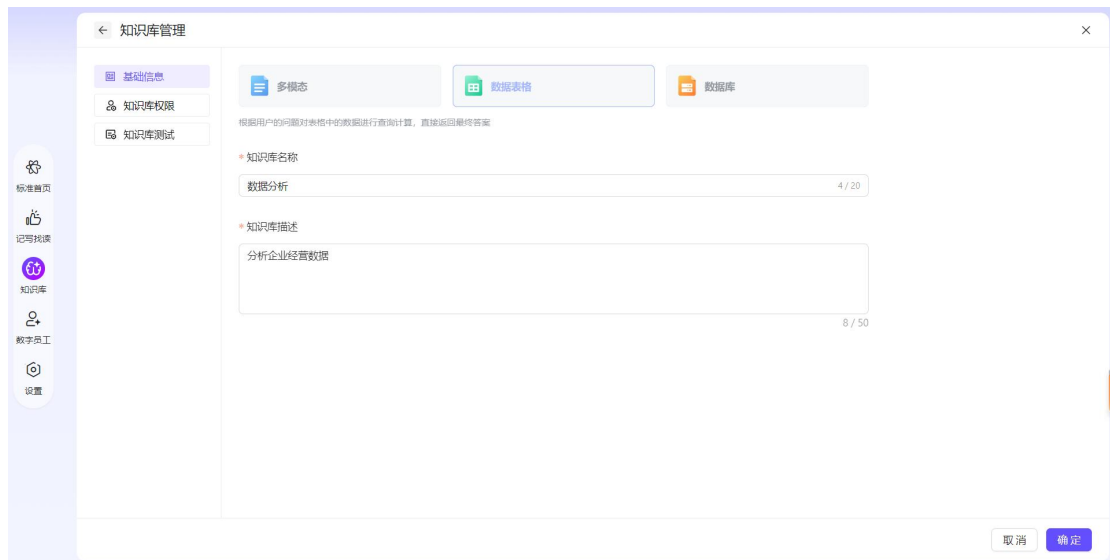 知识库管理
基础信息
知识库权限
知识库测试
多模态
数据表格
数据库
根据用户的问题对表格中的数据进行查询计算，直接返回最终答案
* 知识库名称
数据分析
4 / 20
* 知识库描述
分析企业经营数据
8 / 50
标准首页
记写找读
知识库
数字员工
设置
取消
确定